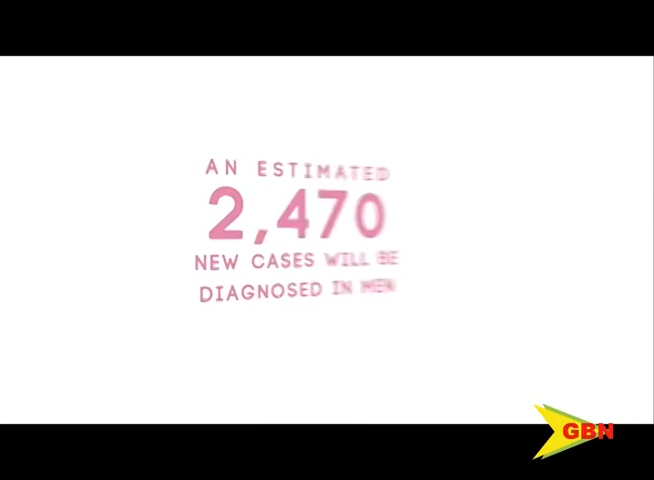 AN ESTIMATED
2,470
NEW CASES WILL BE
DIAGNOSED IN MEN
GBN